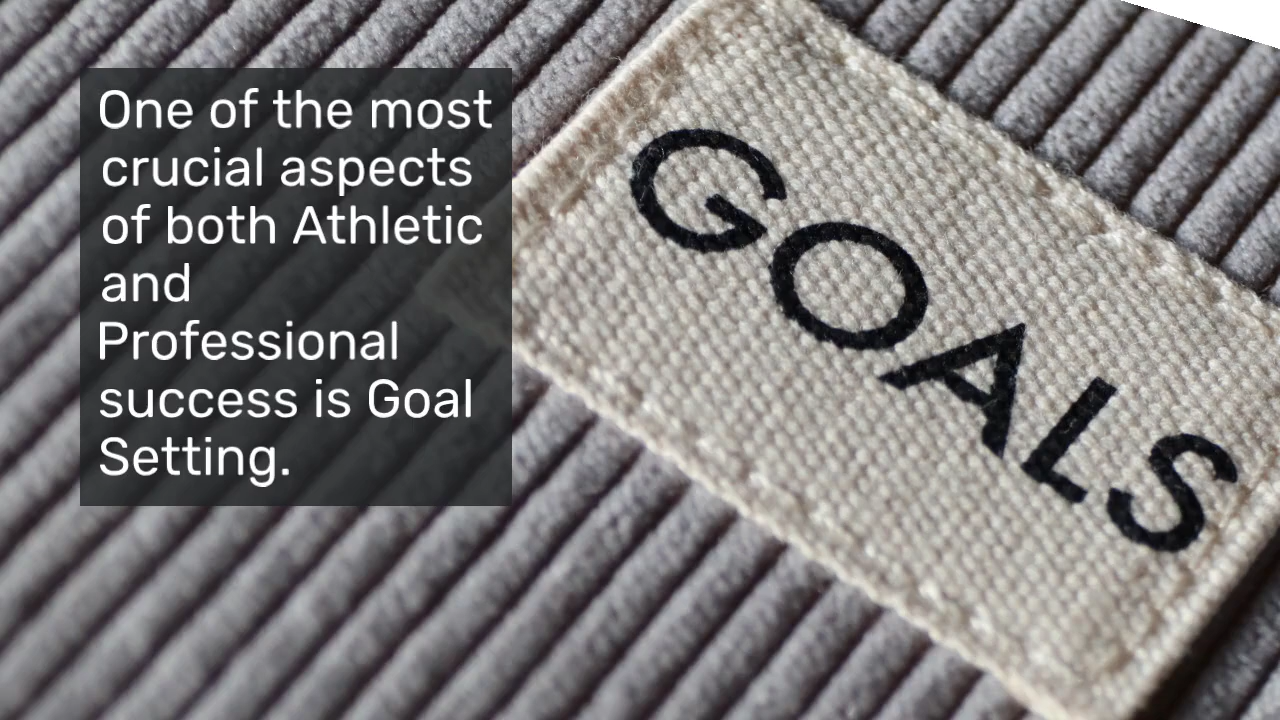 One of the most
crucial aspects
of both Athletic
and
Professional
success is Goal
Setting.
GOALS